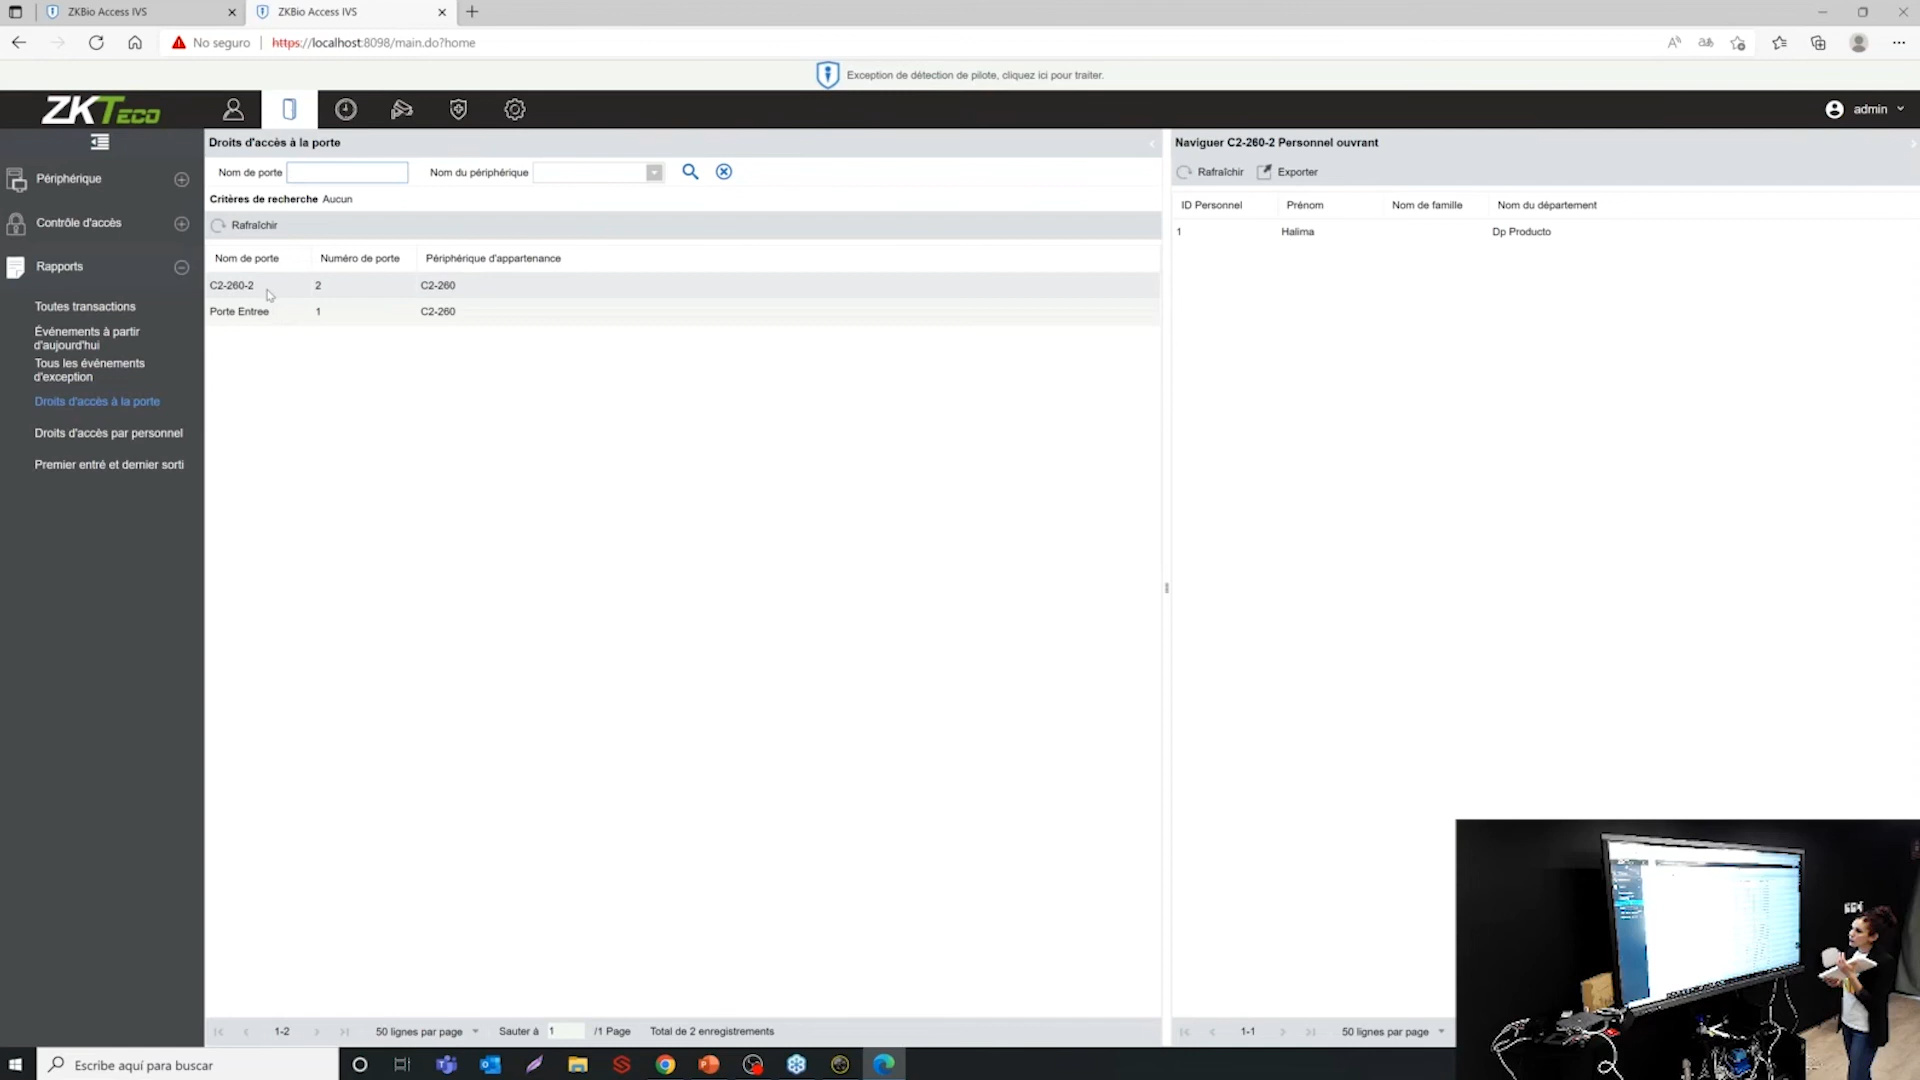 ZKBio Access IVS
ZKBio Access IVS
No seguro
https://localhost:8098/main.do?home
Exception de détection de pilote, cliquez ici pour traiter.
ZKTECO
admin
Périphérique
Contrôle d'accès
Rapports
Toutes transactions
Événements à partir
d'aujourd'hui
Tous les événements
d'exception
Droits d'accès à la porte
Droits d'accès par personnel
Premier entré et dernier sorti
Droits d'accès à la porte
Nom de porte
Nom du périphérique
Critères de recherche Aucun
Rafraîchir
Nom de porte Numéro de porte Périphérique d'appartenance
C2-260-2 2 C2-260
Porte Entree 1 C2-260
1-2 50 lignes par page Sauter à 1 /1 Page Total de 2 enregistrements
Naviguer C2-260-2 Personnel ouvrant
Rafraîchir Exporter
ID Personnel Prénom Nom de famille Nom du département
1 Halima Dp Producto
1-1 50 lignes par page
Escribe aquí para buscar